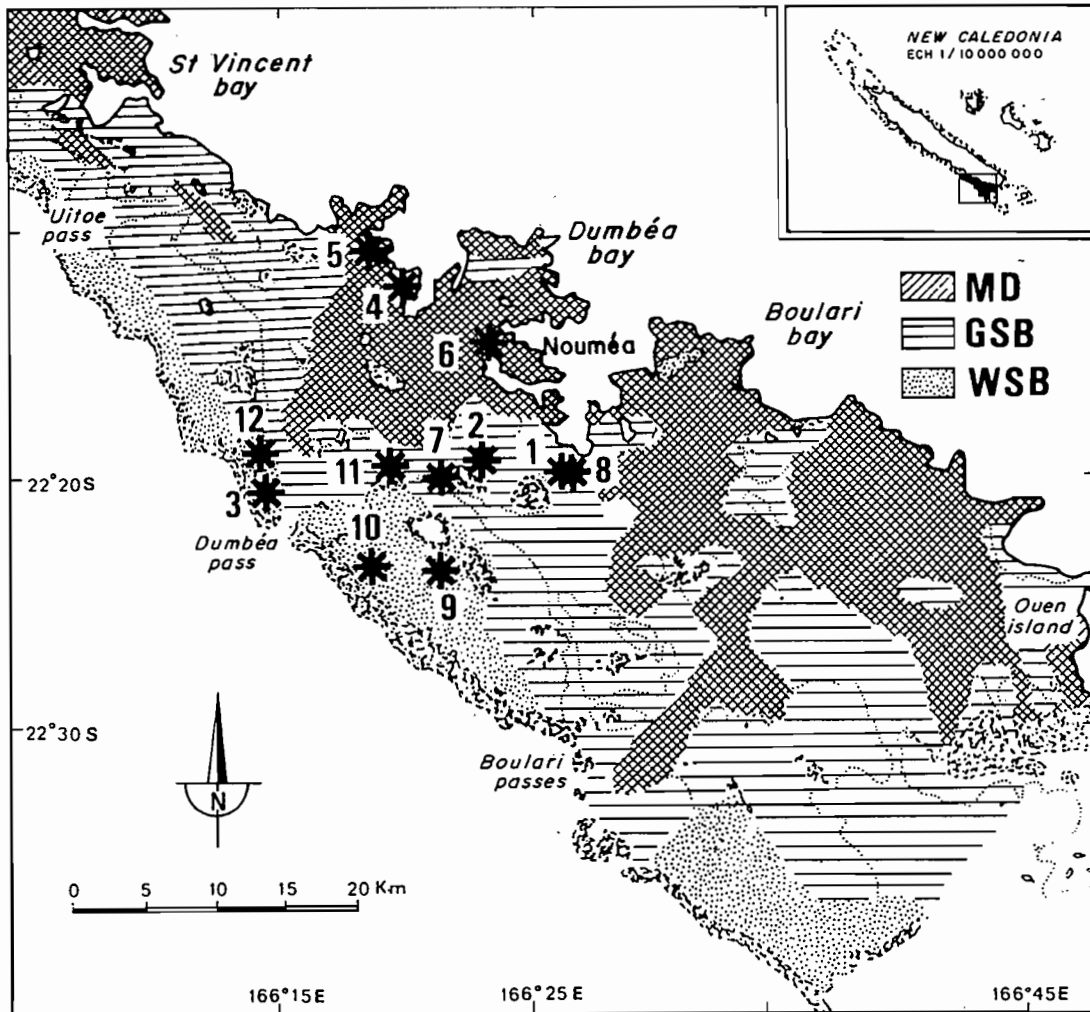 NEW CALEDONIA
ECH 1/10 000 000
St Vincent
bay
Uitoe
pass
Dumbéa
bay
5
4
MD
GSB
WSB
Boulari
bay
6
Nouméa
12
7
2
1
11
8
22°20S
3
10
Dumbéa
pass
9
Ouen
island
22°30 S
Boulari
passes
N
0 5 10 15 20 Km
166°15 E
166°25 E
166°45 E